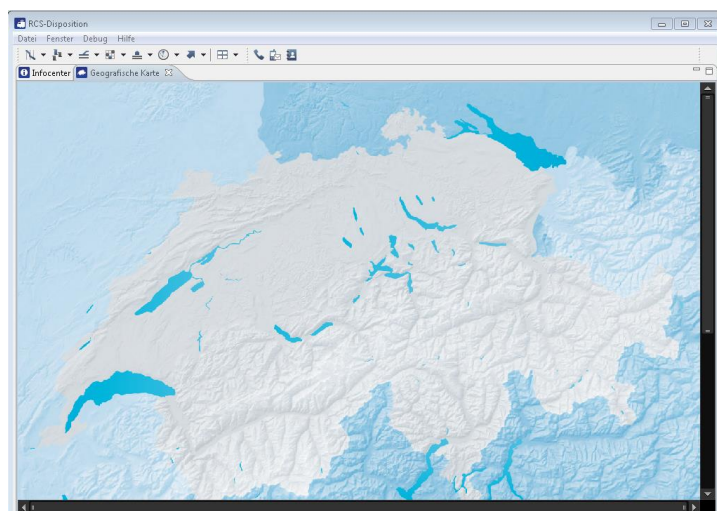 RCS-Disposition
Datei Fenster Debug Hilfe
Infocenter Geografische Karte